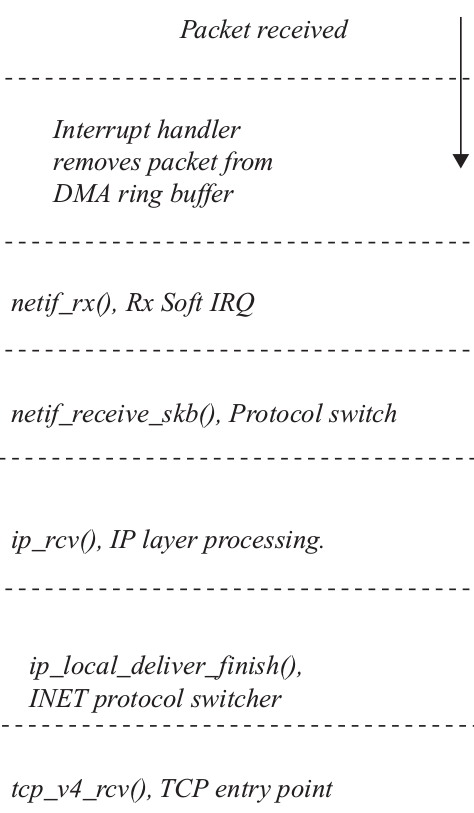 Packet received
Interrupt handler
removes packet from
DMA ring buffer
netif_rx(), Rx Soft IRQ
netif_receive_skb(), Protocol switch
ip_rcv(), IP layer processing.
ip_local_deliver_finish(),
INET protocol switcher
tcp_v4_rcv(), TCP entry point